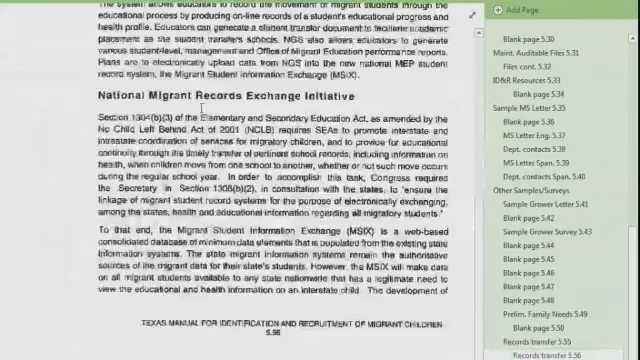 The system allows educators to record the movement of migrant students through the
educational process by producing on-line records of a student's educational progress and
health profile. Educators can generate a student transfer document to facilitate academic
placement as the student transfers schools. NGS also allows educators to generate
various student-level, management and Office of Migrant Education performance reports.
Plans are to electronically upload data from NGS into the new national MEP student
record system, the Migrant Student Information Exchange (MSIX).
National Migrant Records Exchange Initiative
Section 1304(b)(3) of the Elementary and Secondary Education Act, as amended by the
No Child Left Behind Act of 2001 (NCLB) requires SEAs to promote interstate and
intrastate coordination of services for migratory children, and to provide for educational
continuity through the timely transfer of pertinent school records, including information on
health, when children move from one school to another, whether or not such move occurs
during the regular school year. In order to accomplish this task, Congress required
the Secretary in Section 1308(b)(2), in consultation with the states, to "ensure the
linkage of migrant student record systems for the purpose of electronically exchanging,
among the states, health and educational information regarding all migratory students."
To that end, the Migrant Student Information Exchange (MSIX) is a web-based
consolidated database of minimum data elements that is populated from the existing state
information systems. The state migrant information systems remain the authoritative
sources of the migrant data for their state's students. However, the MSIX will make data
on all migrant students available to any state nationwide that has a legitimate need to
view the educational and health information on an interstate child. The development of
TEXAS MANUAL FOR IDENTIFICATION AND RECRUITMENT OF MIGRANT CHILDREN
5.56
Add Page
Blank page 5.30
Maint. Auditable Files 5.31
Files cont. 5.32
ID&R Resources 5.33
Blank page 5.34
Sample MS Letter 5.35
Blank page 5.36
MS Letter Eng. 5.37
Dept. contacts 5.38
MS Letter Span. 5.39
Dept. contacts Span. 5.40
Other Samples/Surveys
Sample Grower Letter 5.41
Blank page 5.42
Sample Grower Survey 5.43
Blank page 5.44
Blank page 5.45
Blank page 5.46
Blank page 5.47
Blank page 5.48
Prelim. Family Needs 5.49
Blank page 5.50
Records transfer 5.55
Records transfer 5.56